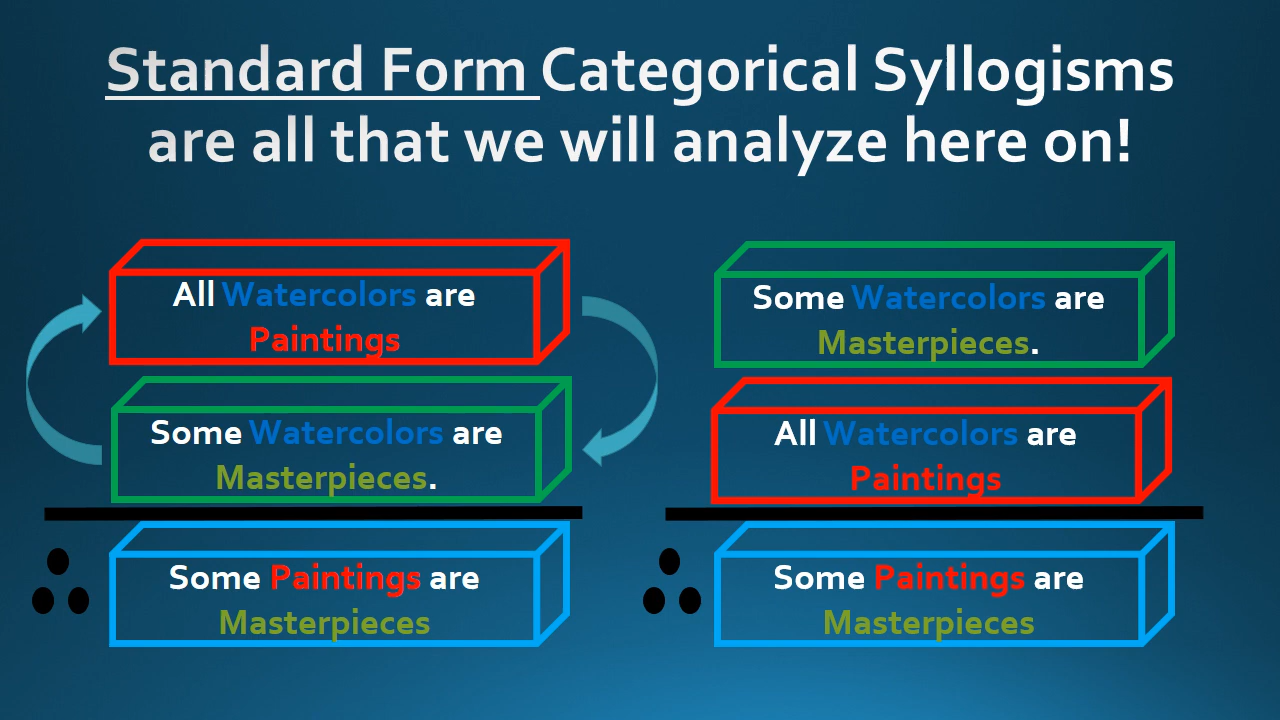 Standard Form Categorical Syllogisms
are all that we will analyze here on!
All Watercolors are
Paintings
Some Watercolors are
Masterpieces.
Some Paintings are
Masterpieces
Some Watercolors are
Masterpieces.
All Watercolors are
Paintings
Some Paintings are
Masterpieces